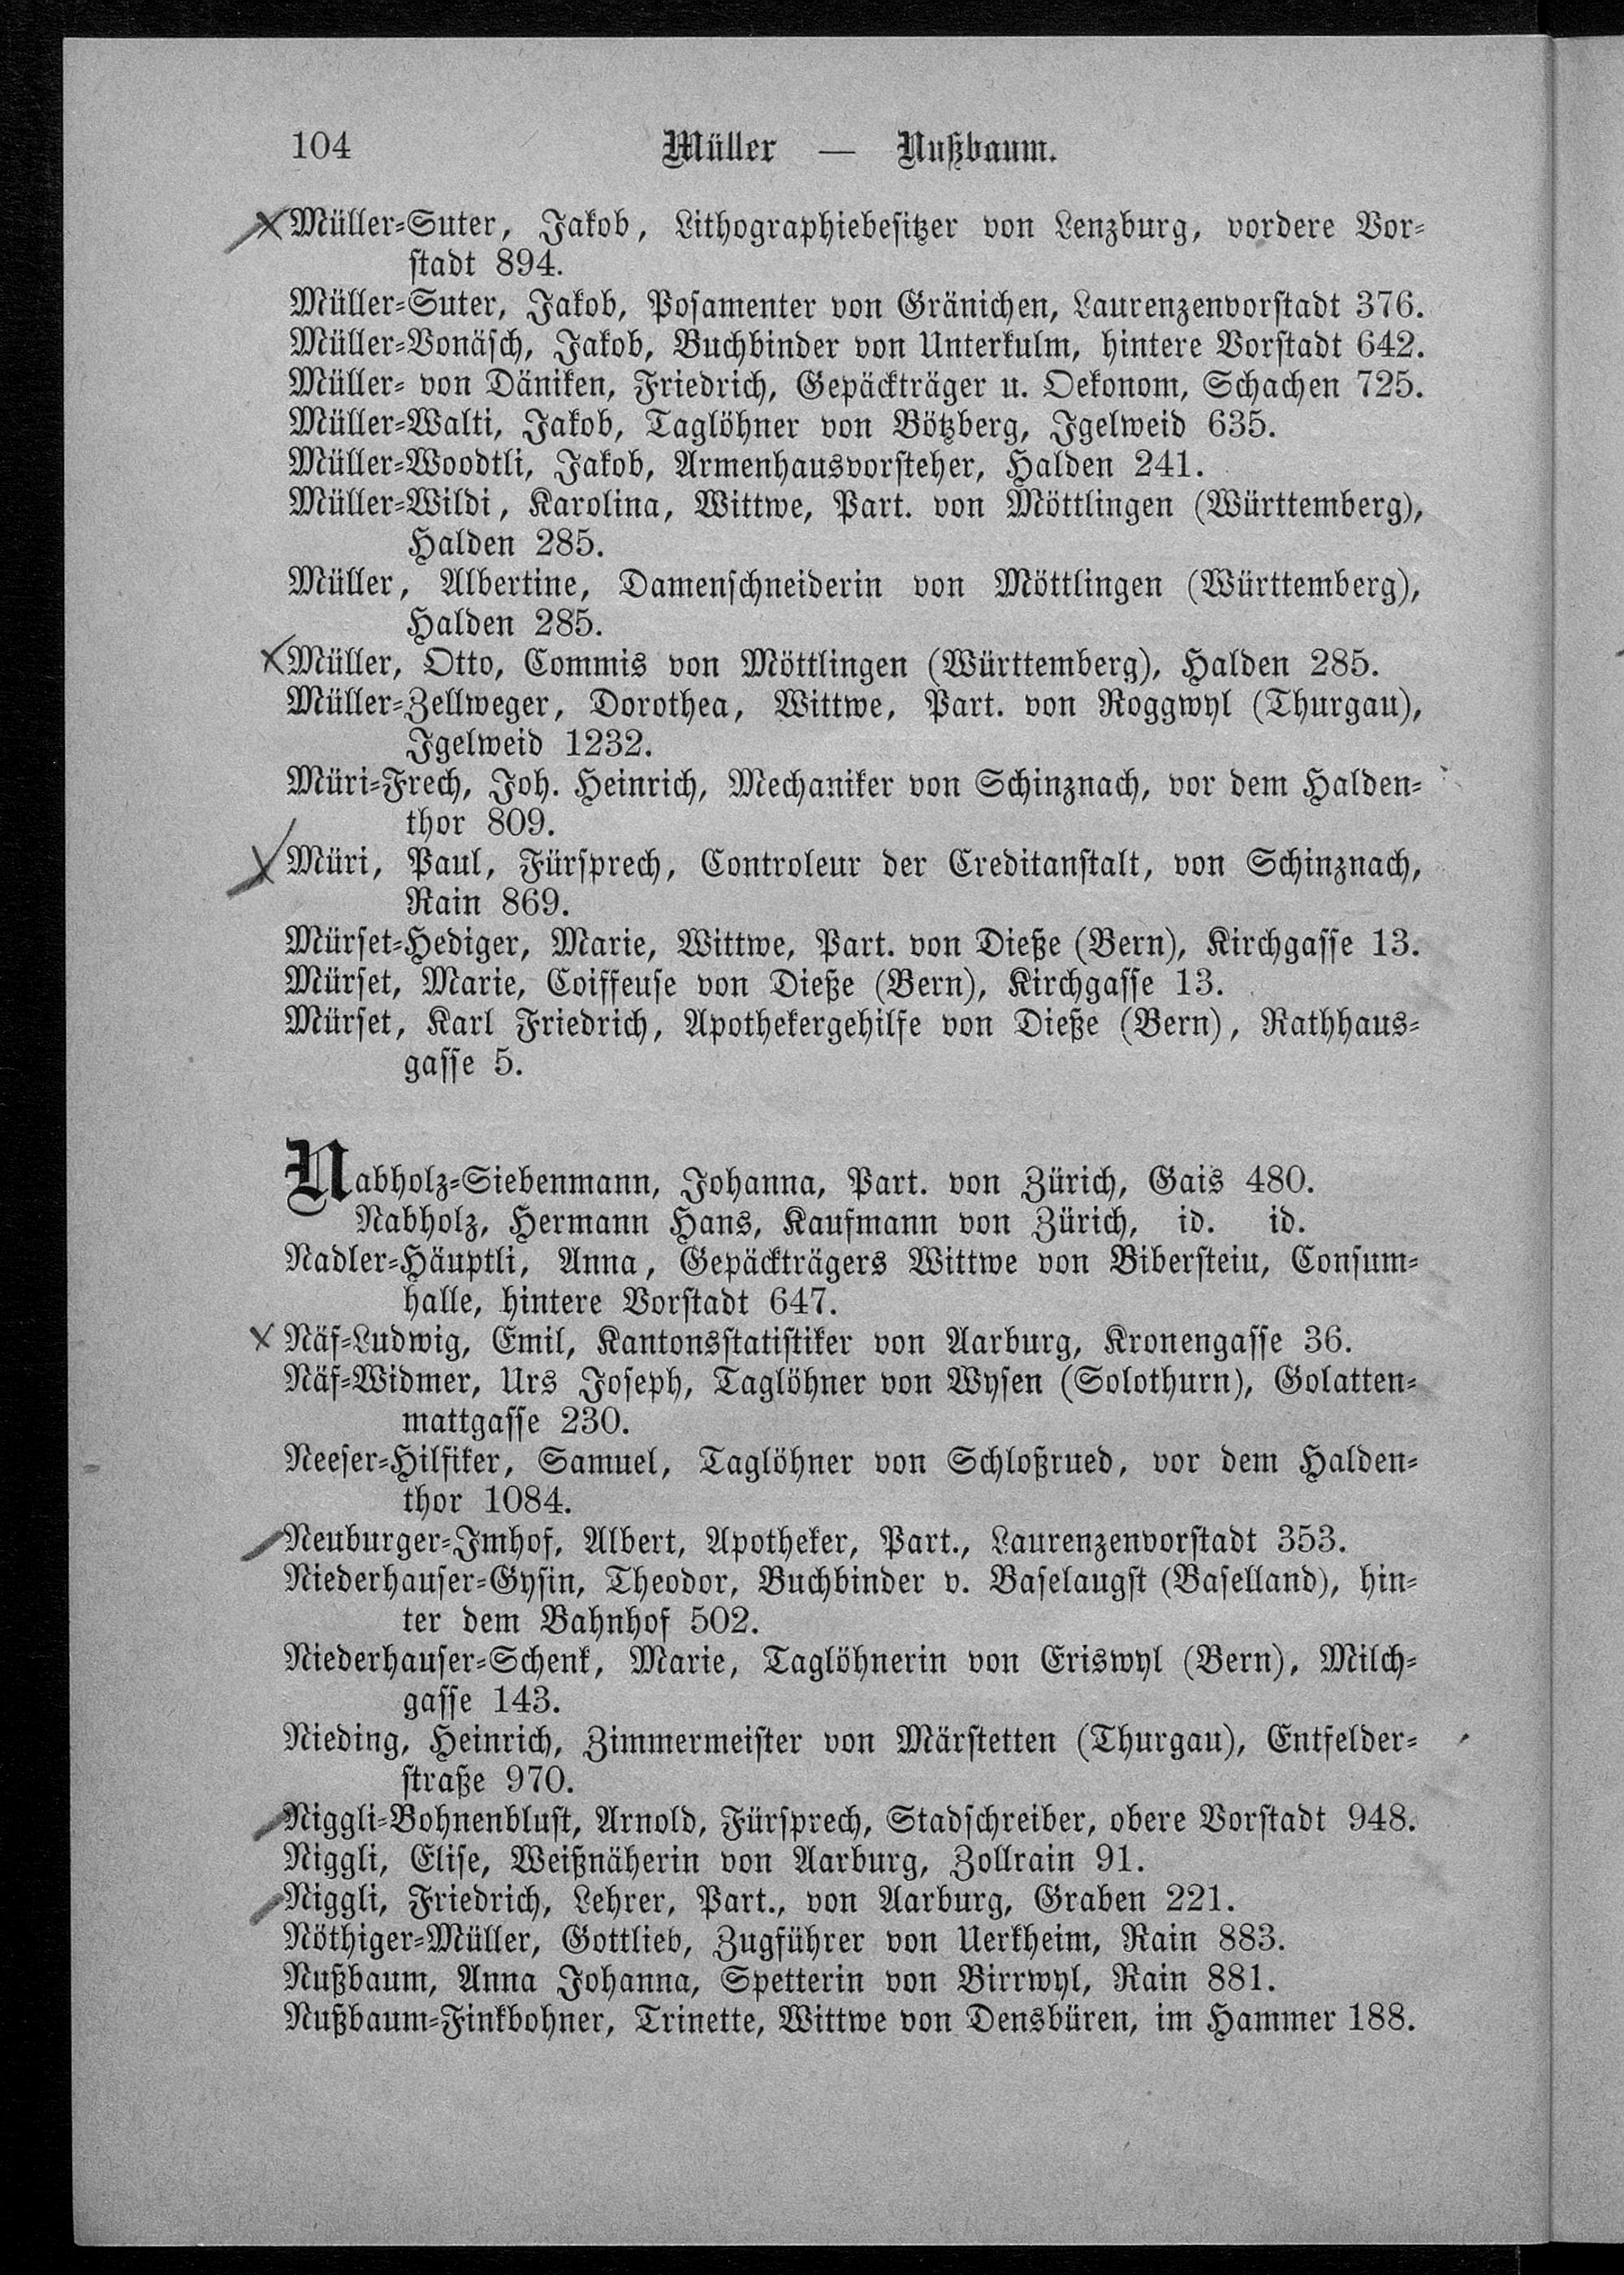 104 Müller — Nußbaum.
Müller-Suter, Jakob, Lithographiebesitzer von Lenzburg, vordere Vor-
stadt 894.
Müller-Suter, Jakob, Posamenter von Gränichen, Laurenzenvorstadt 376.
Müller-Vonäsch, Jakob, Buchbinder von Unterkulm, hintere Vorstadt 642.
Müller- von Däniken, Friedrich, Gepäckträger u. Oekonom, Schachen 725.
Müller-Walti, Jakob, Taglöhner von Bötzberg, Igelweid 635.
Müller-Woodtli, Jakob, Armenhausvorsteher, Halden 241.
Müller-Wildi, Karolina, Wittwe, Part. von Möttlingen (Württemberg),
Halden 285.
Müller, Albertine, Damenschneiderin von Möttlingen (Württemberg),
Halden 285.
Müller, Otto, Commis von Möttlingen (Württemberg), Halden 285.
Müller-Zellweger, Dorothea, Wittwe, Part. von Roggwyl (Thurgau),
Igelweid 1232.
Müri-Frech, Joh. Heinrich, Mechaniker von Schinznach, vor dem Halden-
thor 809.
Müri, Paul, Fürsprech, Controleur der Creditanstalt, von Schinznach,
Rain 869.
Mürset-Hediger, Marie, Wittwe, Part. von Dieße (Bern), Kirchgasse 13.
Mürset, Marie, Coiffeuse von Dieße (Bern), Kirchgasse 13.
Mürset, Karl Friedrich, Apothekergehilfe von Dieße (Bern), Rathhaus-
gasse 5.
Nabholz-Siebenmann, Johanna, Part. von Zürich, Gais 480.
Nabholz, Hermann Hans, Kaufmann von Zürich, id. id.
Nadler-Häuptli, Anna, Gepäckträgers Wittwe von Bibersteiu, Consum-
halle, hintere Vorstadt 647.
Näf-Ludwig, Emil, Kantonsstatistiker von Aarburg, Kronengasse 36.
Näf-Widmer, Urs Joseph, Taglöhner von Wysen (Solothurn), Golatten-
mattgasse 230.
Neeser-Hilfiker, Samuel, Taglöhner von Schloßrued, vor dem Halden-
thor 1084.
Neuburger-Imhof, Albert, Apotheker, Part., Laurenzenvorstadt 353.
Niederhauser-Gysin, Theodor, Buchbinder v. Baselaugst (Baselland), hin-
ter dem Bahnhof 502.
Niederhauser-Schenk, Marie, Taglöhnerin von Eriswyl (Bern), Milch-
gasse 143.
Nieding, Heinrich, Zimmermeister von Märstetten (Thurgau), Entfelder-
straße 970.
Niggli-Bohnenblust, Arnold, Fürsprech, Stadschreiber, obere Vorstadt 948.
Niggli, Elise, Weißnäherin von Aarburg, Zollrain 91.
Niggli, Friedrich, Lehrer, Part., von Aarburg, Graben 221.
Nöthiger-Müller, Gottlieb, Zugführer von Uerkheim, Rain 883.
Nußbaum, Anna Johanna, Spetterin von Birrwyl, Rain 881.
Nußbaum-Finkbohner, Trinette, Wittwe von Densbüren, im Hammer 188.